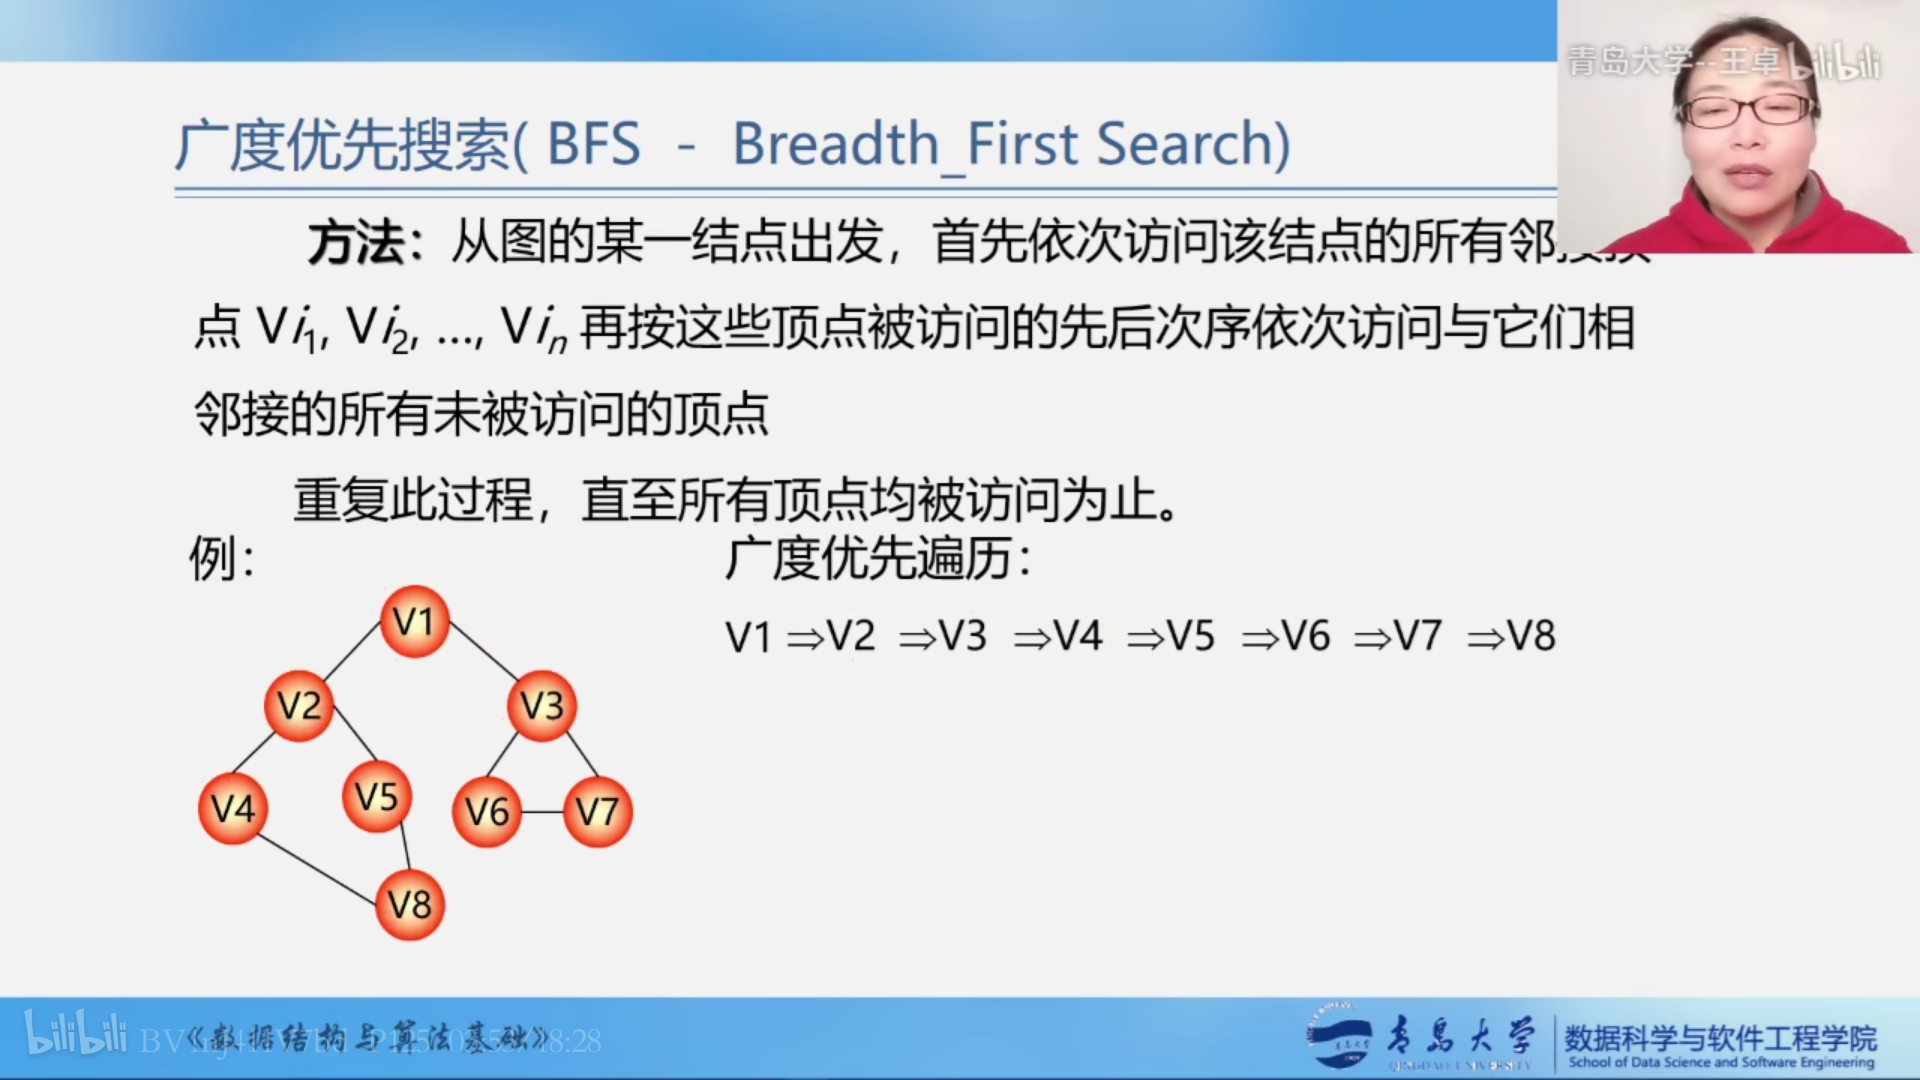 青岛大学--王卓 bilibili
广度优先搜索( BFS - Breadth_First Search)
方法：从图的某一结点出发，首先依次访问该结点的所有邻
点 Vi1, Vi2, …, Vin 再按这些顶点被访问的先后次序依次访问与它们相
邻接的所有未被访问的顶点
重复此过程，直至所有顶点均被访问为止。
例：
广度优先遍历：
V1 ⇒V2 ⇒V3 ⇒V4 ⇒V5 ⇒V6 ⇒V7 ⇒V8
V1
V2
V3
V4
V5
V6
V7
V8
bilibili
《数据结构与算法基础》
18:28
青岛大学
QINGDAO UNIVERSITY
数据科学与软件工程学院
School of Data Science and Software Engineering